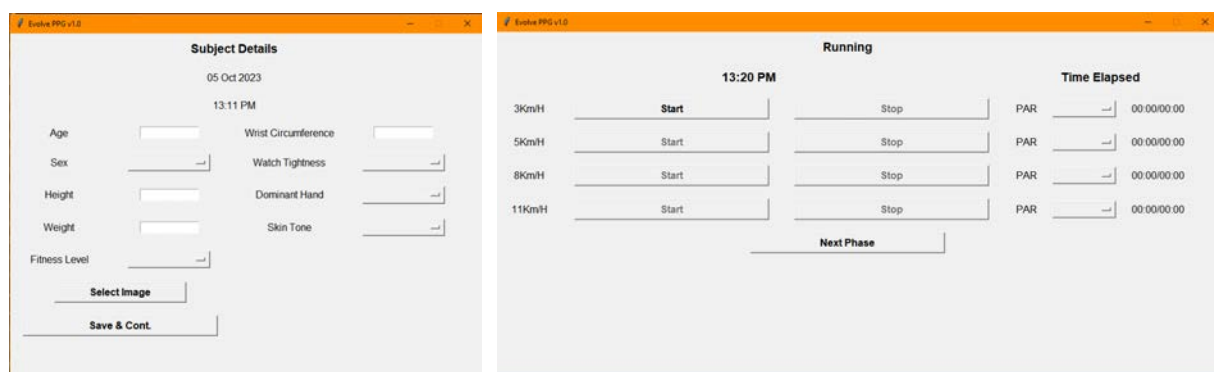 Evolve PPG v1.0
Subject Details
05 Oct 2023
13:11 PM
Age Wrist Circumference
Sex Watch Tightness
Height Dominant Hand
Weight Skin Tone
Fitness Level
Select Image
Save & Cont.
Evolve PPG v1.0
Running
13:20 PM Time Elapsed
3Km/H Start Stop PAR 00:00/00:00
5Km/H Start Stop PAR 00:00/00:00
8Km/H Start Stop PAR 00:00/00:00
11Km/H Start Stop PAR 00:00/00:00
Next Phase